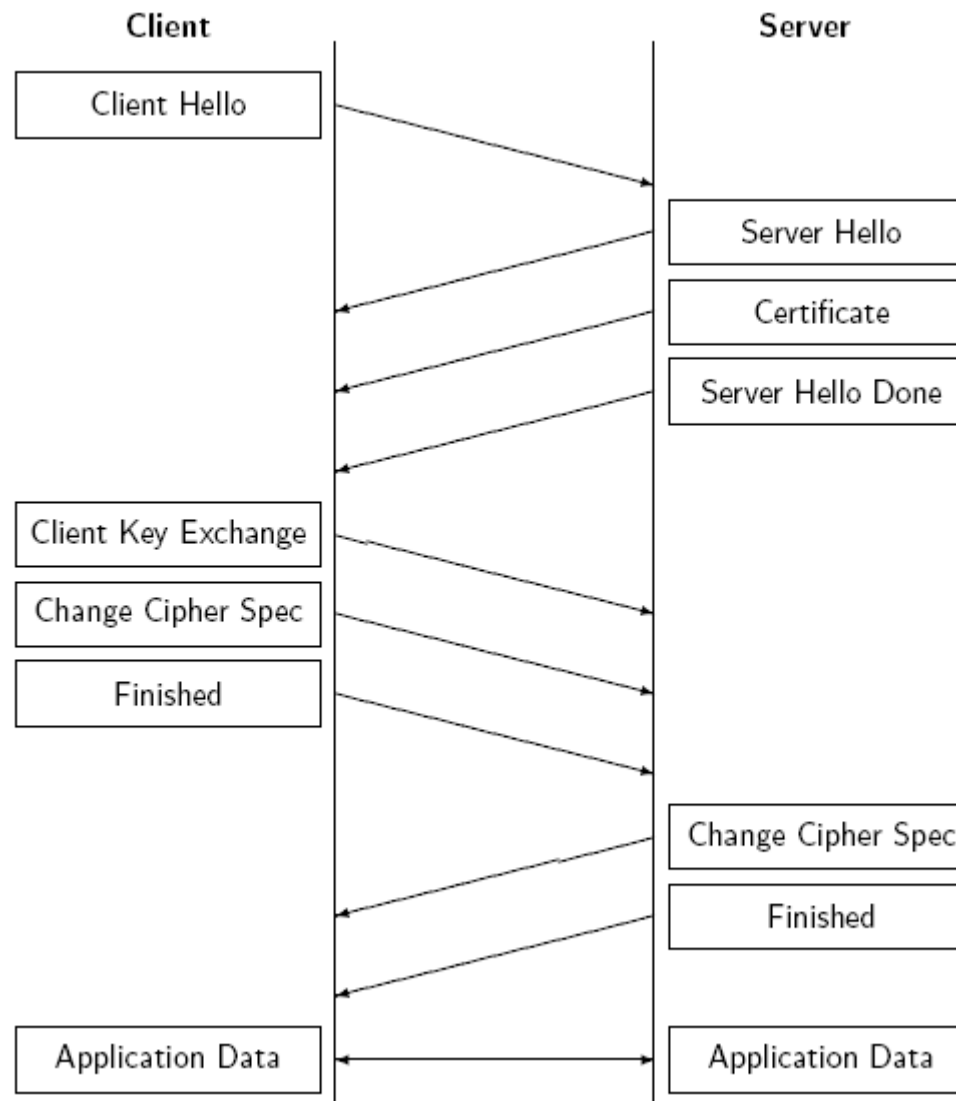 Client
Server
Client Hello
Server Hello
Certificate
Server Hello Done
Client Key Exchange
Change Cipher Spec
Finished
Change Cipher Spec
Finished
Application Data
Application Data